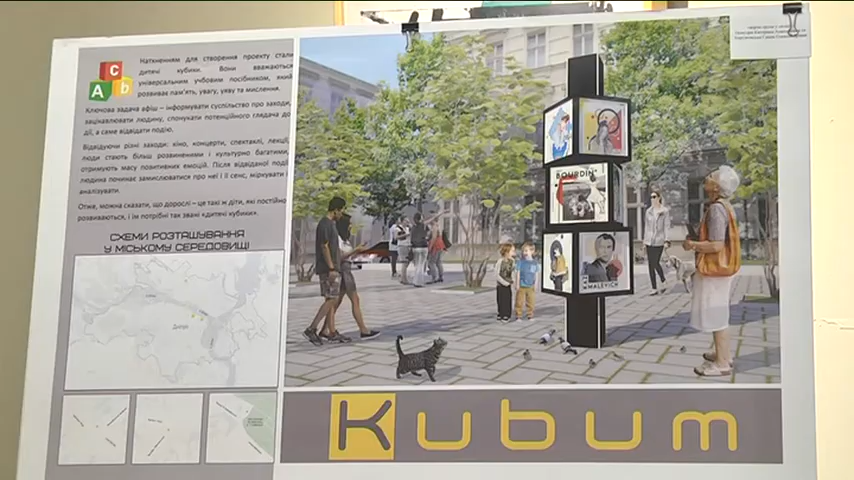 C
A b
Натхненням для створення проекту стали
дитячі кубики. Вони вважаються
універсальним учбовим посібником, який
розвиває пам'ять, увагу, уяву та мислення.
Ключова задача афіш – інформувати суспільство про заходи,
зацікавлювати людину, спонукати потенційного глядача до
дії, а саме відвідати подію.
Відвідуючи різні заходи: кіно, концерти, спектаклі, лекції,
люди стають більш розвиненими і культурно багатими,
отримують масу позитивних емоцій. Після відвіданої події
людина починає замислюватися про неї і її сенс, міркувати і
аналізувати.
Отже, можна сказати, що дорослі – це такі ж діти, які постійно
розвиваються, і їм потрібні так звані «дитячі кубики».
СХЕМИ РОЗТАШУВАННЯ
У МІСЬКОМУ СЕРЕДОВИЩІ
Дніпро
BOURDIN
MALEVICH
Kubum